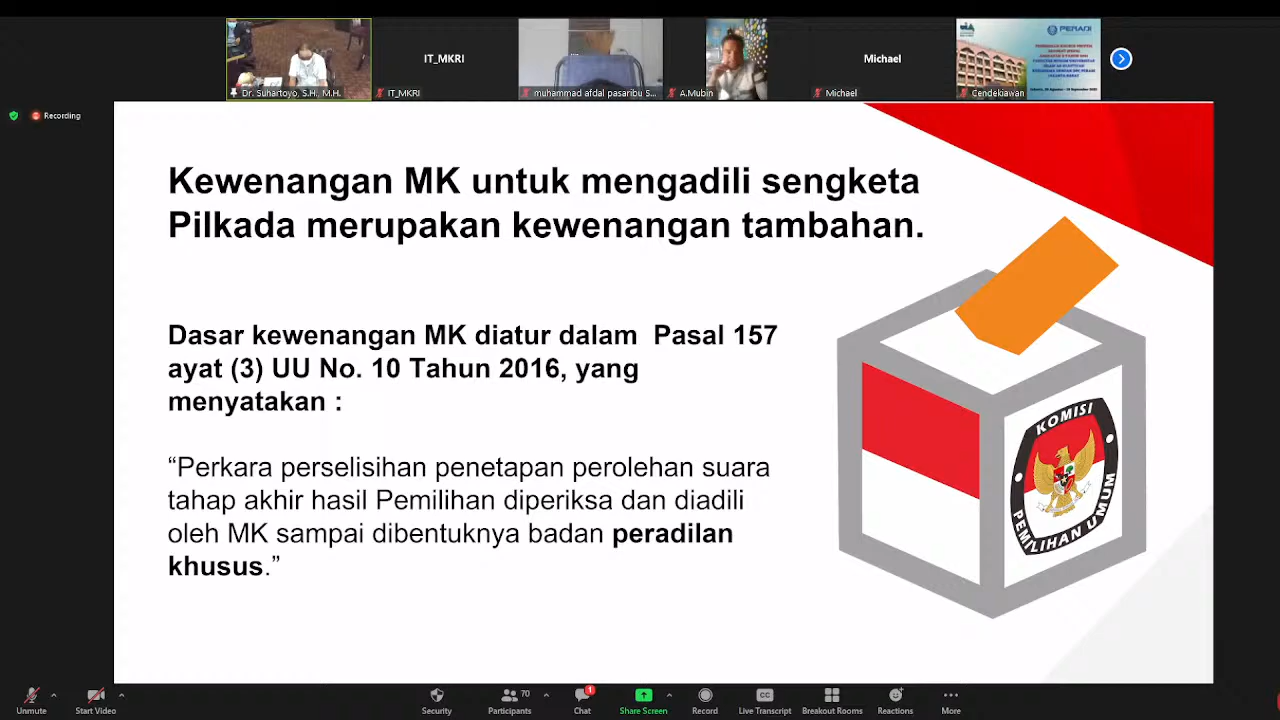 IT_MKRI
Michael
Dr. Suhartoyo, S.H., M.H.
IT_MKRI
muhammad afdal pasaribu S...
A.Mubin
Michael
Cendekiawan
PERADI
Recording
Kewenangan MK untuk mengadili sengketa
Pilkada merupakan kewenangan tambahan.
Dasar kewenangan MK diatur dalam Pasal 157
ayat (3) UU No. 10 Tahun 2016, yang
menyatakan :
“Perkara perselisihan penetapan perolehan suara
tahap akhir hasil Pemilihan diperiksa dan diadili
oleh MK sampai dibentuknya badan peradilan
khusus.”
KOMISI
PEMILIHAN UMUM
Unmute
Start Video
Security
70
Participants
1
Chat
Share Screen
Record
CC
Live Transcript
Breakout Rooms
Reactions
More